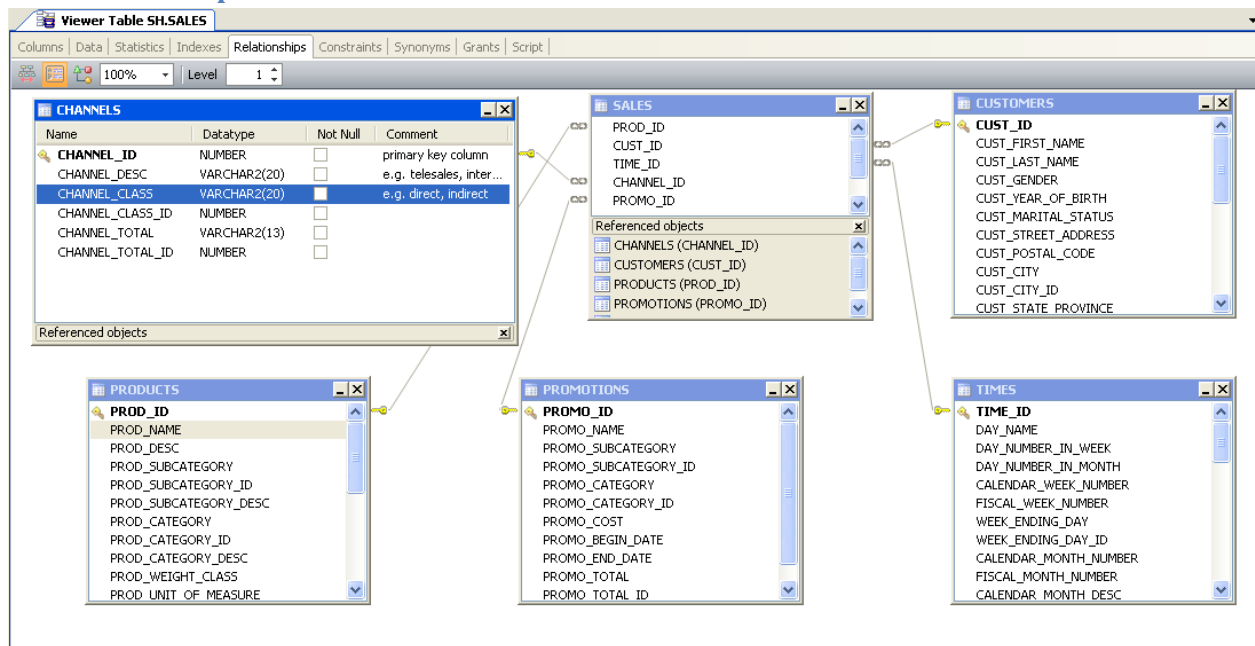 Viewer Table SH.SALES
Columns | Data | Statistics | Indexes | Relationships | Constraints | Synonyms | Grants | Script |
100% Level 1
CHANNELS
Name Datatype Not Null Comment
CHANNEL_ID NUMBER primary key column
CHANNEL_DESC VARCHAR2(20) e.g. telesales, inter...
CHANNEL_CLASS VARCHAR2(20) e.g. direct, indirect
CHANNEL_CLASS_ID NUMBER
CHANNEL_TOTAL VARCHAR2(13)
CHANNEL_TOTAL_ID NUMBER
Referenced objects
SALES
PROD_ID
CUST_ID
TIME_ID
CHANNEL_ID
PROMO_ID
Referenced objects
CHANNELS (CHANNEL_ID)
CUSTOMERS (CUST_ID)
PRODUCTS (PROD_ID)
PROMOTIONS (PROMO_ID)
CUSTOMERS
CUST_ID
CUST_FIRST_NAME
CUST_LAST_NAME
CUST_GENDER
CUST_YEAR_OF_BIRTH
CUST_MARITAL_STATUS
CUST_STREET_ADDRESS
CUST_POSTAL_CODE
CUST_CITY
CUST_CITY_ID
CUST_STATE_PROVINCE
PRODUCTS
PROD_ID
PROD_NAME
PROD_DESC
PROD_SUBCATEGORY
PROD_SUBCATEGORY_ID
PROD_SUBCATEGORY_DESC
PROD_CATEGORY
PROD_CATEGORY_ID
PROD_CATEGORY_DESC
PROD_WEIGHT_CLASS
PROD_UNIT_OF_MEASURE
PROMOTIONS
PROMO_ID
PROMO_NAME
PROMO_SUBCATEGORY
PROMO_SUBCATEGORY_ID
PROMO_CATEGORY
PROMO_CATEGORY_ID
PROMO_COST
PROMO_BEGIN_DATE
PROMO_END_DATE
PROMO_TOTAL
PROMO_TOTAL_ID
TIMES
TIME_ID
DAY_NAME
DAY_NUMBER_IN_WEEK
DAY_NUMBER_IN_MONTH
CALENDAR_WEEK_NUMBER
FISCAL_WEEK_NUMBER
WEEK_ENDING_DAY
WEEK_ENDING_DAY_ID
CALENDAR_MONTH_NUMBER
FISCAL_MONTH_NUMBER
CALENDAR_MONTH_DESC